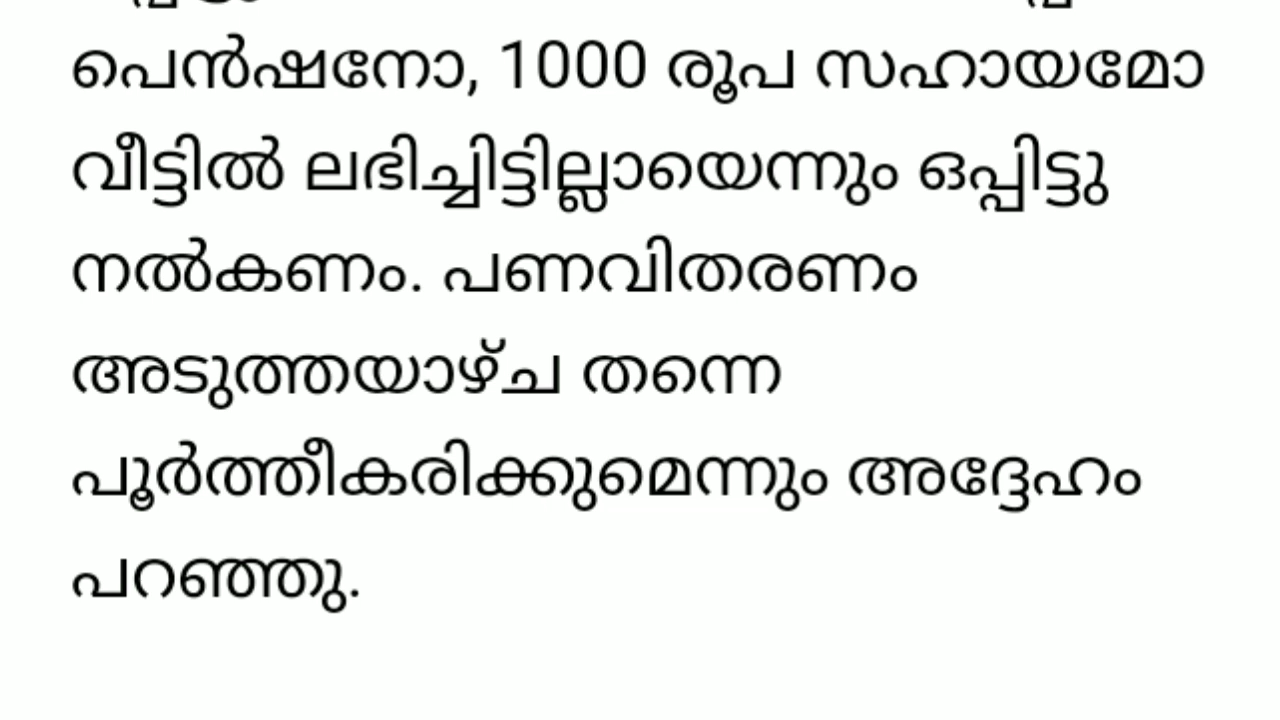 പെൻഷനോ, 1000 രൂപ സഹായമോ
വീട്ടിൽ ലഭിച്ചിട്ടില്ലായെന്നും ഒപ്പിട്ടു
നൽകണം. പണവിതരണം
അടുത്തയാഴ്ച തന്നെ
പൂർത്തീകരിക്കുമെന്നും അദ്ദേഹം
പറഞ്ഞു.